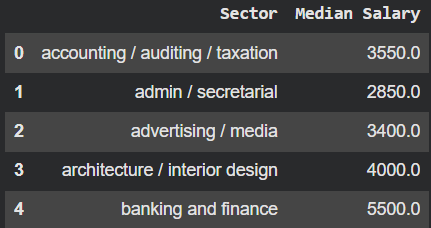 Sector Median Salary
0 accounting / auditing / taxation 3550.0
1 admin / secretarial 2850.0
2 advertising / media 3400.0
3 architecture / interior design 4000.0
4 banking and finance 5500.0